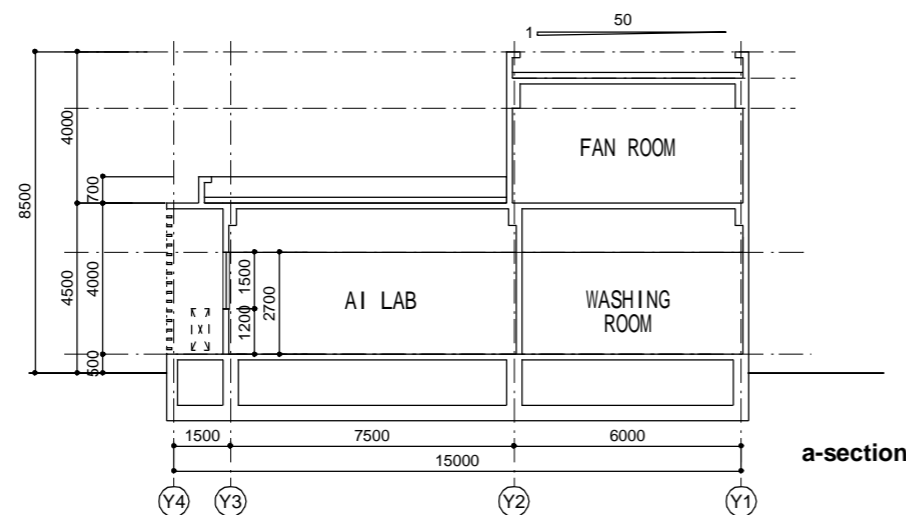 50
1
4000
FAN ROOM
700
8500
4500
4000
1500
2700
AI LAB
WASHING
ROOM
1200
500
1500
7500
6000
15000
a-section
Y4
Y3
Y2
Y1